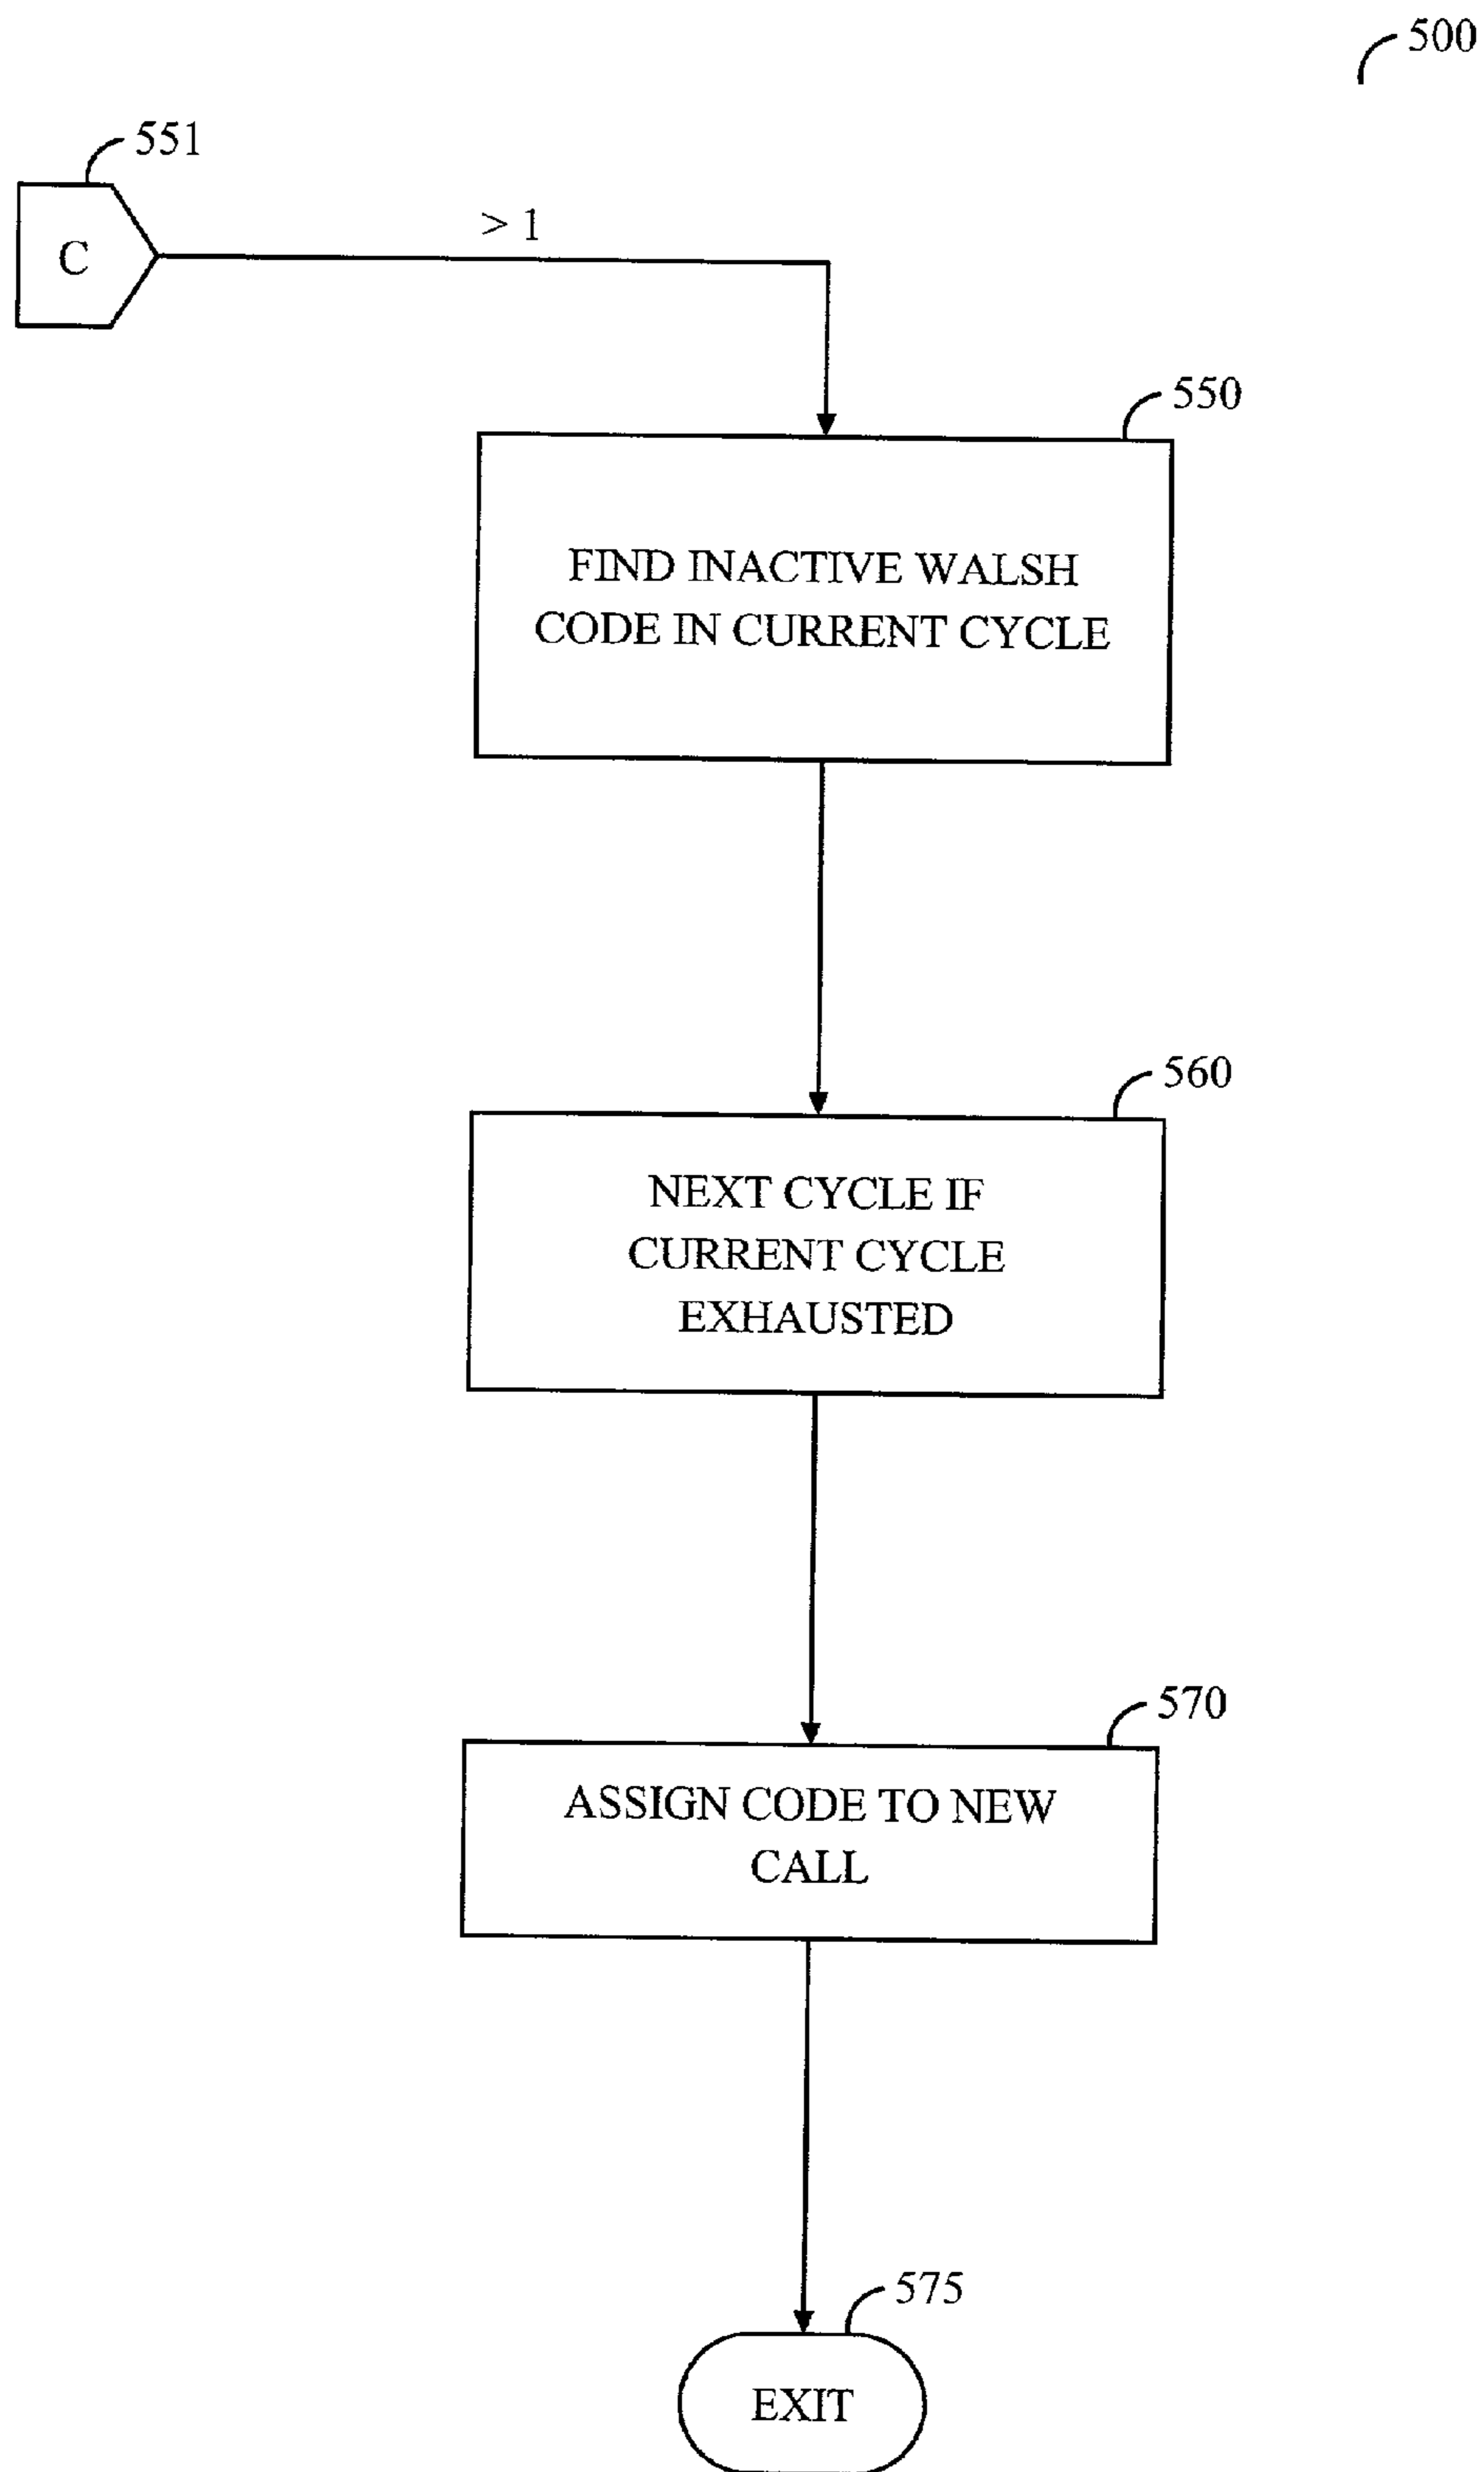 500
551
C
> 1
550
FIND INACTIVE WALSH
CODE IN CURRENT CYCLE
560
NEXT CYCLE IF
CURRENT CYCLE
EXHAUSTED
570
ASSIGN CODE TO NEW
CALL
575
EXIT